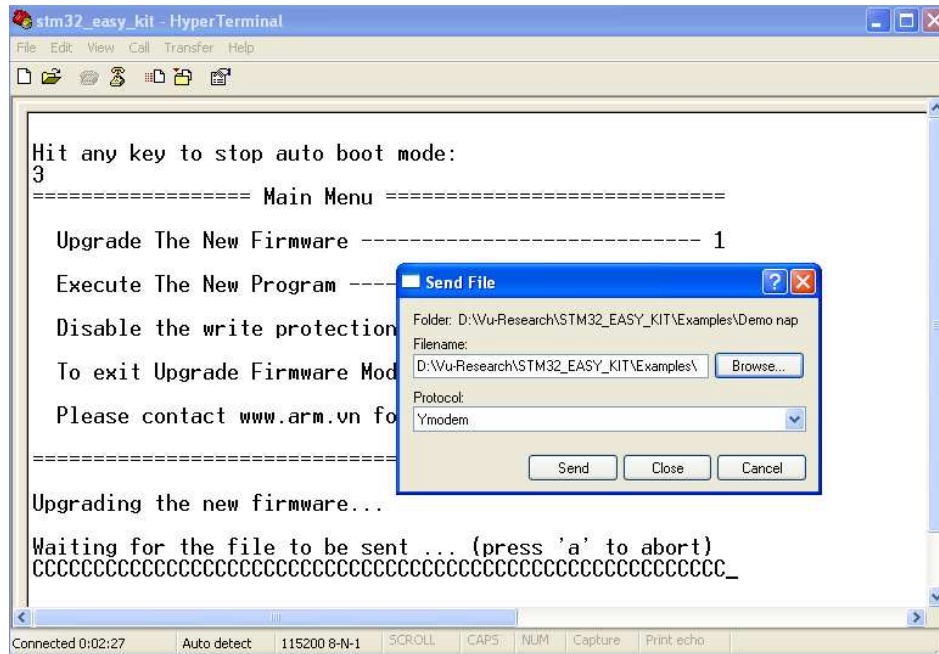 stm32_easy_kit - HyperTerminal
File Edit View Call Transfer Help
Hit any key to stop auto boot mode:
3
================== Main Menu ============================
Upgrade The New Firmware ---------------------------- 1
Execute The New Program ----
Disable the write protection
To exit Upgrade Firmware Mod
Please contact www.arm.vn fo
==============================
Upgrading the new firmware...
Waiting for the file to be sent ... (press 'a' to abort)
CCCCCCCCCCCCCCCCCCCCCCCCCCCCCCCCCCCCCCCCCCCCCCCCCCCCCCCCC_
Send File
Folder: D:\Vu-Research\STM32_EASY_KIT\Examples\Demo nap
Filename:
D:\Vu-Research\STM32_EASY_KIT\Examples\ Browse...
Protocol:
Ymodem
Send Close Cancel
Connected 0:02:27 Auto detect 115200 8-N-1 SCROLL CAPS NUM Capture Print echo